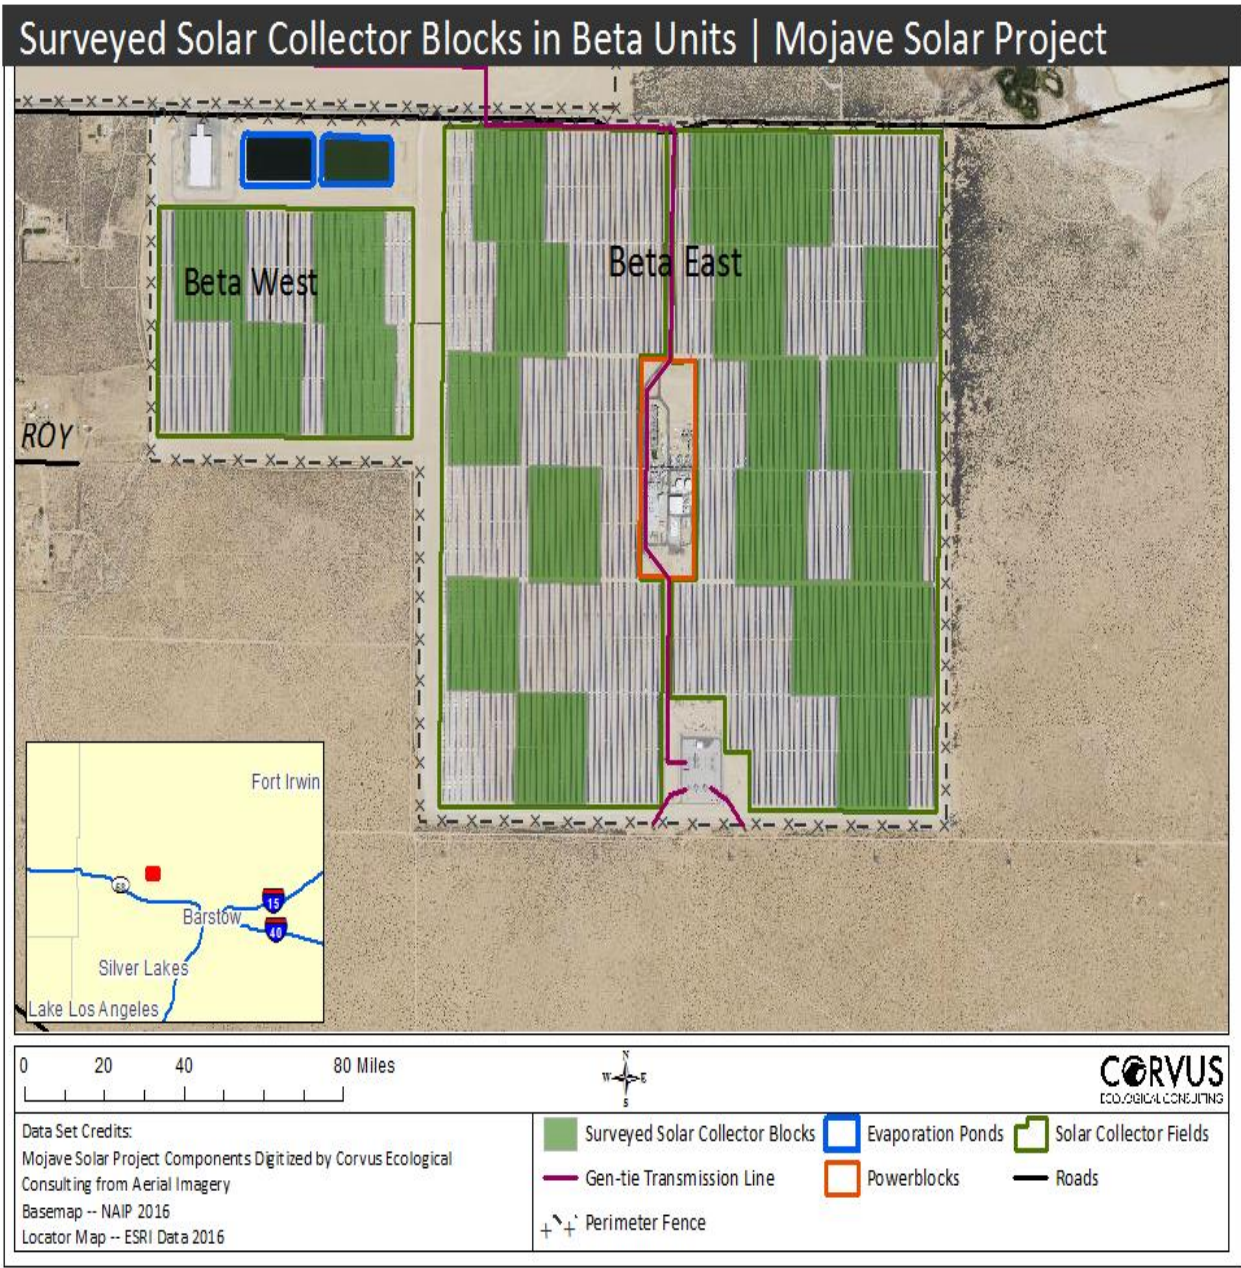 Surveyed Solar Collector Blocks in Beta Units | Mojave Solar Project
Beta West
Beta East
ROY
Fort Irwin
58
15
Barstow
40
Silver Lakes
Lake Los Angeles
0 20 40 80 Miles
N
W E
S
CORVUS
ECOLOGICAL CONSULTING
Data Set Credits:
Mojave Solar Project Components Digitized by Corvus Ecological
Consulting from Aerial Imagery
Basemap -- NAIP 2016
Locator Map -- ESRI Data 2016
Surveyed Solar Collector Blocks
Evaporation Ponds
Solar Collector Fields
Gen-tie Transmission Line
Powerblocks
Roads
Perimeter Fence